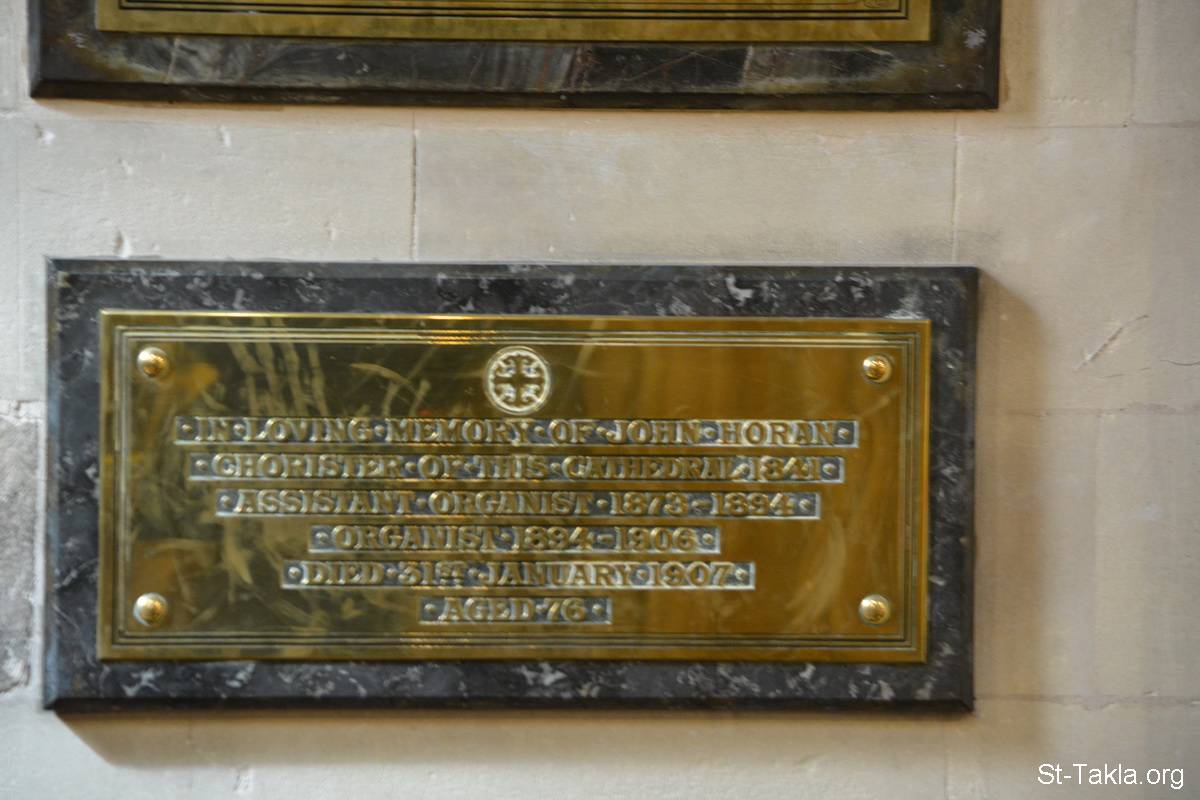 ·IN·LOVING·MEMORY·OF·JOHN·HORAN·
·CHORISTER·OF·THIS·CATHEDRAL·1841·
·ASSISTANT·ORGANIST·1873-1894·
·ORGANIST·1894-1906·
·DIED·31ST·JANUARY·1907·
·AGED·76·
St-Takla.org